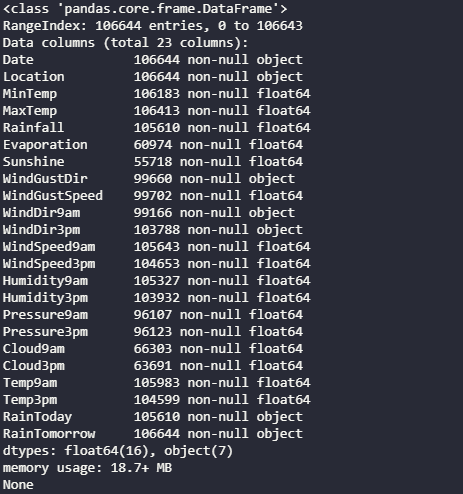 <class 'pandas.core.frame.DataFrame'>
RangeIndex: 106644 entries, 0 to 106643
Data columns (total 23 columns):
Date 106644 non-null object
Location 106644 non-null object
MinTemp 106183 non-null float64
MaxTemp 106413 non-null float64
Rainfall 105610 non-null float64
Evaporation 60974 non-null float64
Sunshine 55718 non-null float64
WindGustDir 99660 non-null object
WindGustSpeed 99702 non-null float64
WindDir9am 99166 non-null object
WindDir3pm 103788 non-null object
WindSpeed9am 105643 non-null float64
WindSpeed3pm 104653 non-null float64
Humidity9am 105327 non-null float64
Humidity3pm 103932 non-null float64
Pressure9am 96107 non-null float64
Pressure3pm 96123 non-null float64
Cloud9am 66303 non-null float64
Cloud3pm 63691 non-null float64
Temp9am 105983 non-null float64
Temp3pm 104599 non-null float64
RainToday 105610 non-null object
RainTomorrow 106644 non-null object
dtypes: float64(16), object(7)
memory usage: 18.7+ MB
None